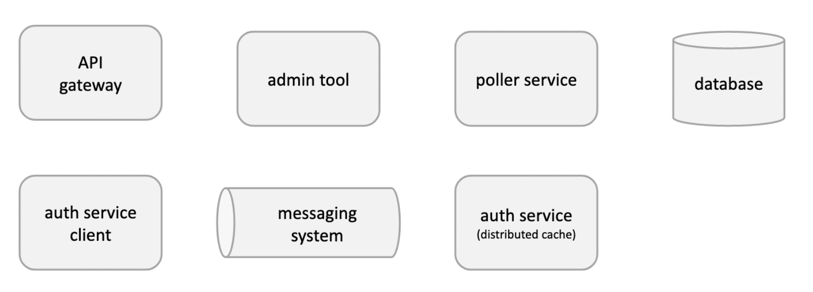 API
gateway
admin tool
poller service
database
auth service
client
messaging
system
auth service
(distributed cache)